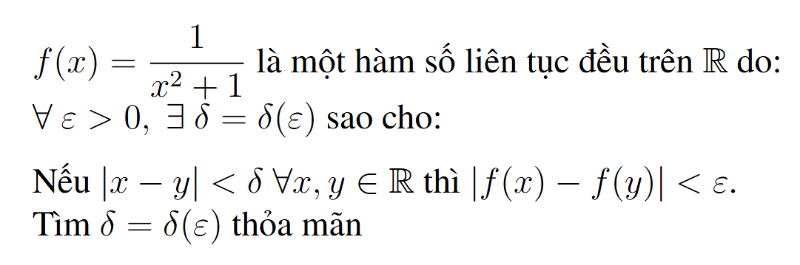 f(x) = \frac{1}{x^2 + 1} là một hàm số liên tục đều trên ℝ do:
∀ ε > 0, ∃ δ = δ(ε) sao cho:
Nếu |x − y| < δ ∀x, y ∈ ℝ thì |f(x) − f(y)| < ε.
Tìm δ = δ(ε) thỏa mãn